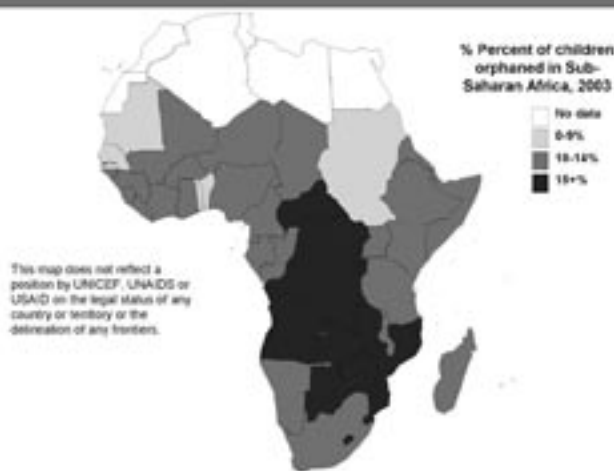 % Percent of children
orphaned in Sub-
Saharan Africa, 2003
No data
0-9%
10-14%
15+%
This map does not reflect a
position by UNICEF, UNAIDS or
USAID on the legal status of any
country or territory or the
delineation of any frontiers.